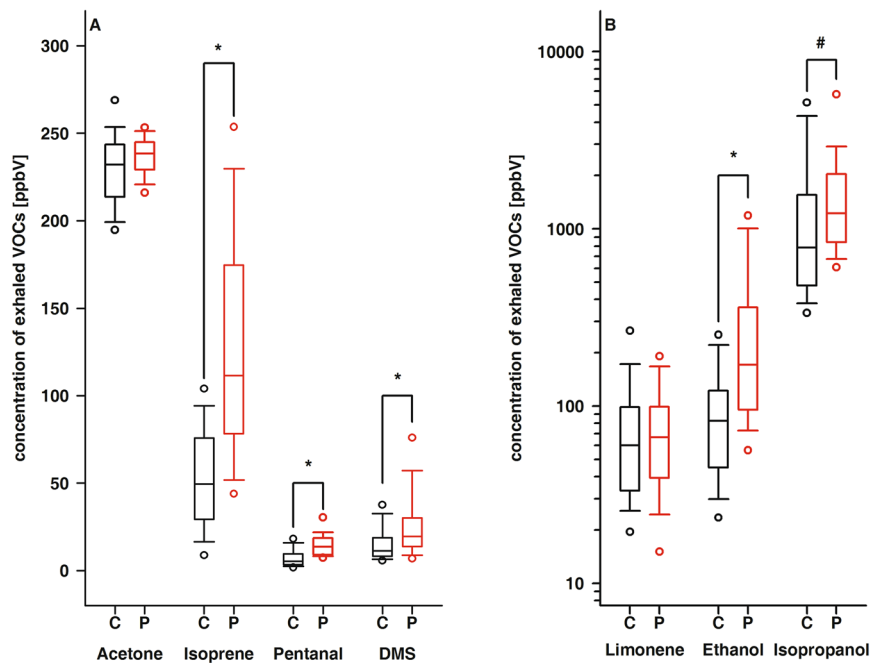 A
concentration of exhaled VOCs [ppbV]
300
250
200
150
100
50
0
*
*
*
C P C P C P C P
Acetone Isoprene Pentanal DMS
B
concentration of exhaled VOCs [ppbV]
10000
1000
100
10
#
*
C P C P C P
Limonene Ethanol Isopropanol